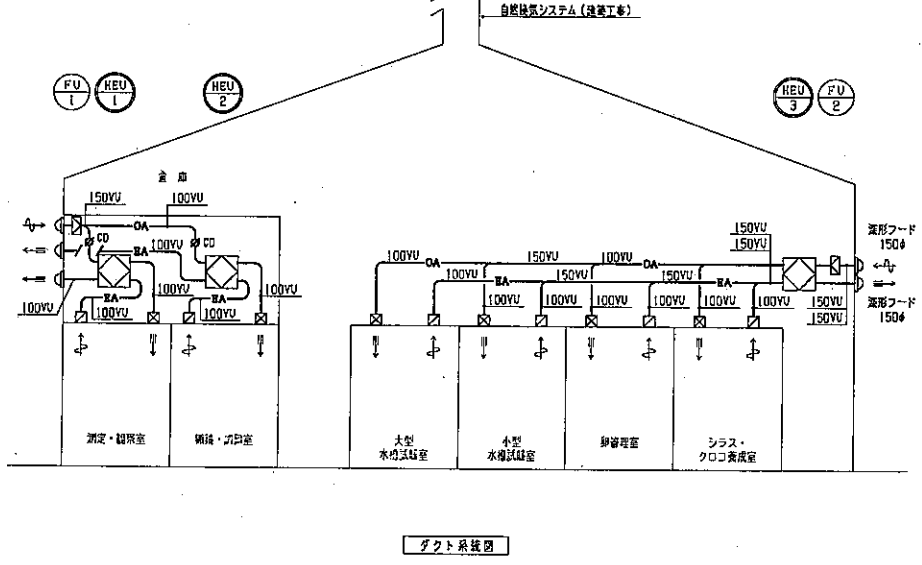 自然換気システム(建築工事)
FU
1
HEU
1
HEU
2
HEU
3
FU
2
倉庫
150VU
100VU
OA
CD
EA
100VU
CD
100VU
EA
100VU
100VU
EA
100VU
100VU
100VU
OA
150VU
100VU
OA
150VU
150VU
100VU
EA
150VU
150VU
EA
100VU
100VU
100VU
100VU
100VU
100VU
深形フード
150φ
深形フード
150φ
150VU
150VU
測定・観察室
大型
水槽試験室
小型
水槽試験室
卵管理室
シラス・
クロコ養成室
ダクト系統図